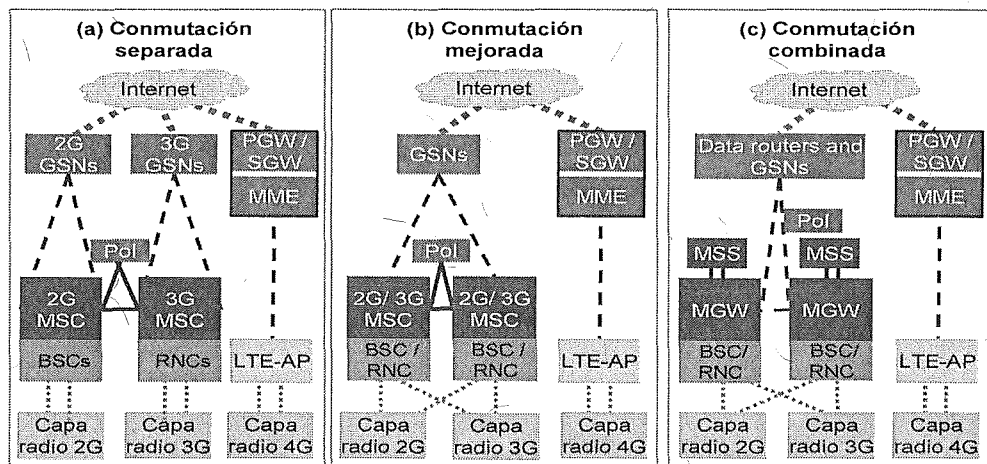 (a) Conmutación
separada
Internet
2G
GSNs
3G
GSNs
PGW /
SGW
MME
PoI
2G
MSC
3G
MSC
BSCs
RNCs
LTE-AP
Capa
radio 2G
Capa
radio 3G
Capa
radio 4G
(b) Conmutación
mejorada
Internet
GSNs
PGW /
SGW
MME
PoI
2G/ 3G
MSC
2G/ 3G
MSC
BSC /
RNC
BSC /
RNC
LTE-AP
Capa
radio 2G
Capa
radio 3G
Capa
radio 4G
(c) Conmutación
combinada
Internet
Data routers and
GSNs
PGW /
SGW
MME
PoI
MSS
MSS
MGW
MGW
BSC/
RNC
BSC/
RNC
LTE-AP
Capa
radio 2G
Capa
radio 3G
Capa
radio 4G